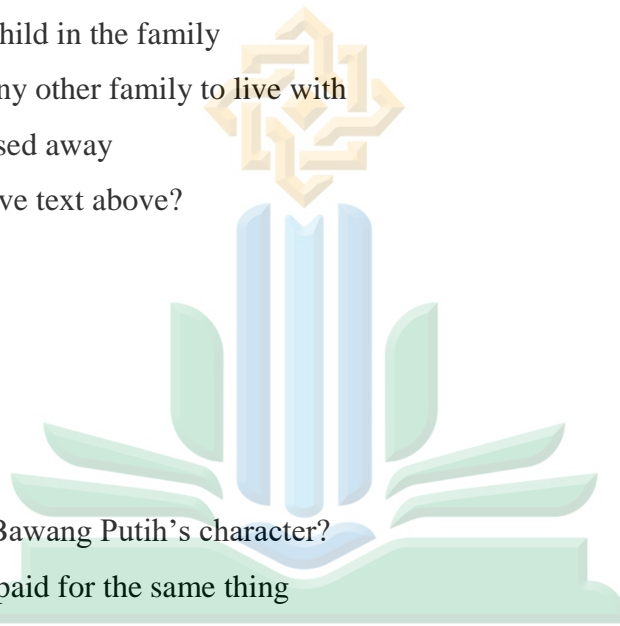 hild in the family
ny other family to live with
sed away
ve text above?
Bawang Putih's character?
paid for the same thing